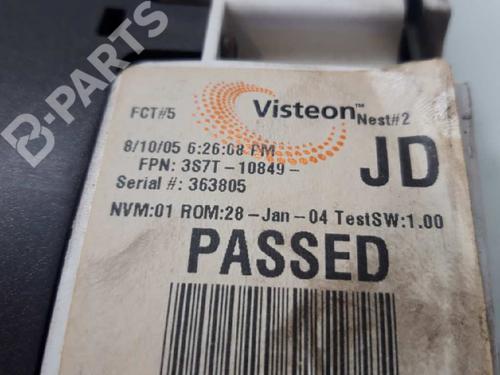 B-PARTS
FCT#5 Visteon™ Nest#2
8/10/05 6:26:08 PM
FPN: 3S7T-10849- JD
Serial #: 363805
NVM:01 ROM:28-Jan-04 TestSW:1.00
PASSED